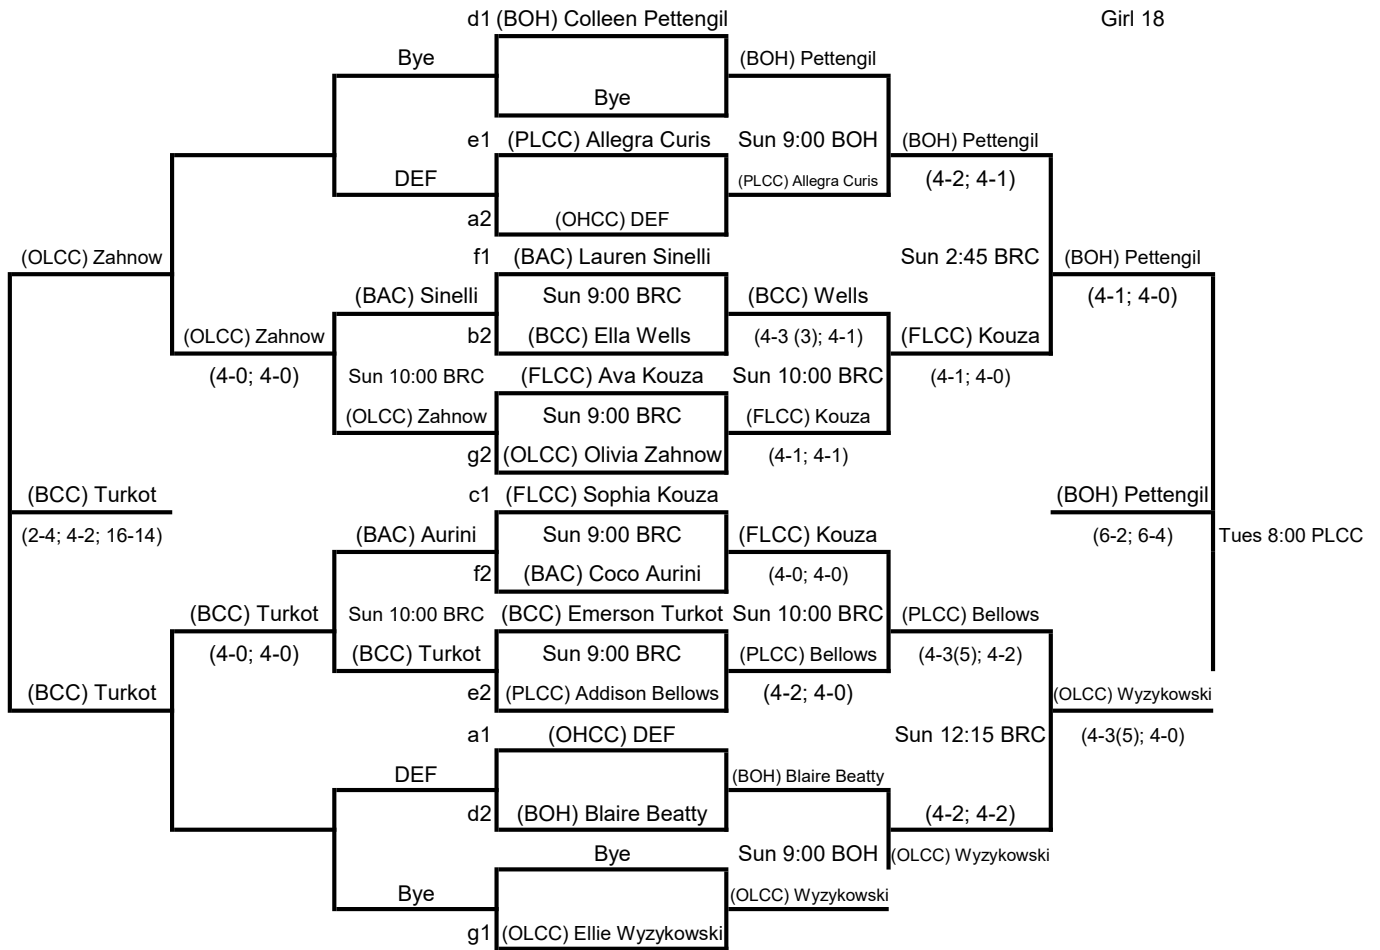 d1 (BOH) Colleen Pettengil Girl 18
Bye (BOH) Pettengil
Bye
e1 (PLCC) Allegra Curis Sun 9:00 BOH (BOH) Pettengil
DEF (PLCC) Allegra Curis (4-2; 4-1)
a2 (OHCC) DEF
(OLCC) Zahnow f1 (BAC) Lauren Sinelli Sun 2:45 BRC (BOH) Pettengil
(BAC) Sinelli Sun 9:00 BRC (BCC) Wells (4-1; 4-0)
(OLCC) Zahnow b2 (BCC) Ella Wells (4-3 (3); 4-1) (FLCC) Kouza
(4-0; 4-0) Sun 10:00 BRC (FLCC) Ava Kouza Sun 10:00 BRC (4-1; 4-0)
(OLCC) Zahnow Sun 9:00 BRC (FLCC) Kouza
g2 (OLCC) Olivia Zahnow (4-1; 4-1)
(BCC) Turkot c1 (FLCC) Sophia Kouza (BOH) Pettengil
(2-4; 4-2; 16-14) (BAC) Aurini Sun 9:00 BRC (FLCC) Kouza (6-2; 6-4) Tues 8:00 PLCC
f2 (BAC) Coco Aurini (4-0; 4-0)
(BCC) Turkot Sun 10:00 BRC (BCC) Emerson Turkot Sun 10:00 BRC (PLCC) Bellows
(4-0; 4-0) (BCC) Turkot Sun 9:00 BRC (PLCC) Bellows (4-3(5); 4-2)
(BCC) Turkot e2 (PLCC) Addison Bellows (4-2; 4-0) (OLCC) Wyzykowski
a1 (OHCC) DEF Sun 12:15 BRC (4-3(5); 4-0)
DEF (BOH) Blaire Beatty
d2 (BOH) Blaire Beatty (4-2; 4-2)
Bye Sun 9:00 BOH (OLCC) Wyzykowski
Bye (OLCC) Wyzykowski
g1 (OLCC) Ellie Wyzykowski